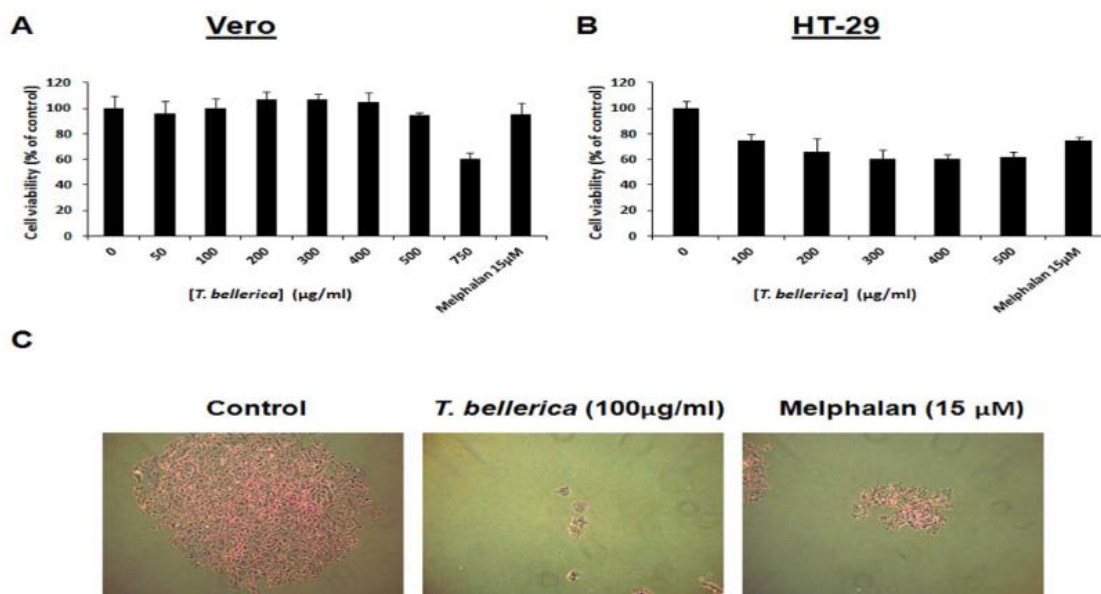 A
Vero
Cell viability (% of control)
120
100
80
60
40
20
0
0
50
100
200
300
400
500
750
Melphalan 15μM
[T. bellerica] (μg/ml)
B
HT-29
Cell viability (% of control)
120
100
80
60
40
20
0
0
100
200
300
400
500
Melphalan 15μM
[T. bellerica] (μg/ml)
C
Control
T. bellerica (100μg/ml)
Melphalan (15 μM)